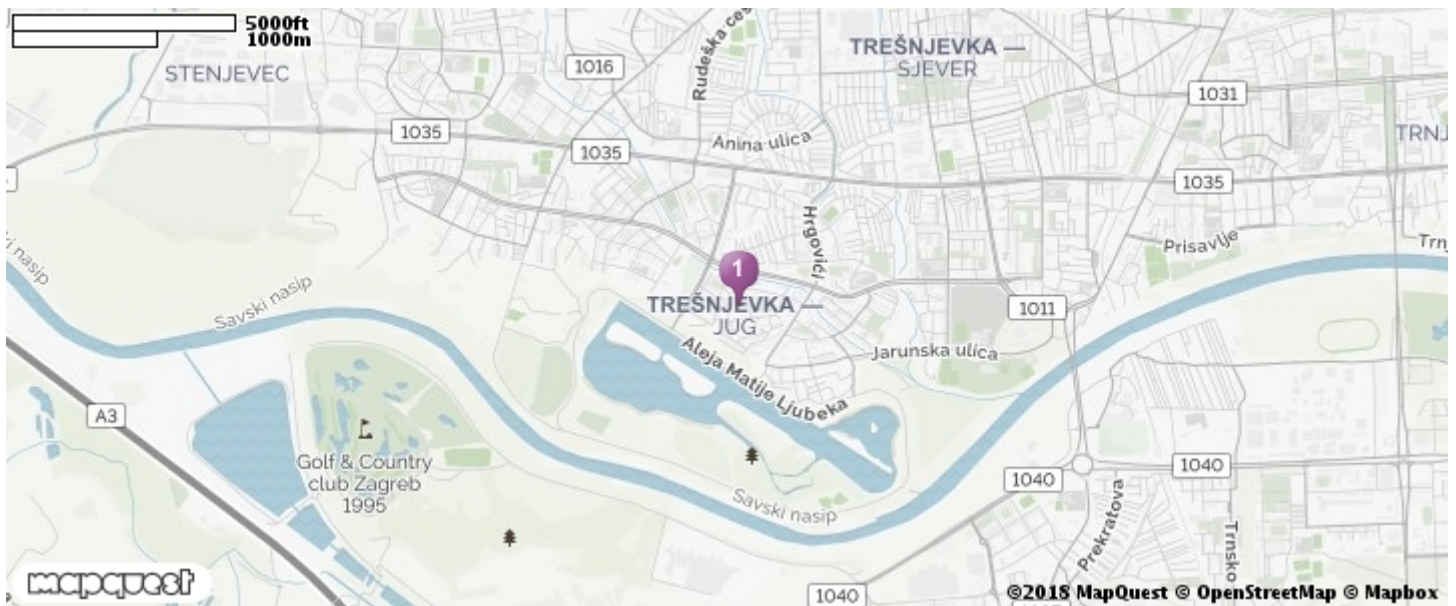 5000ft
1000m
STENJEVEC
1016
Rudeška
TREŠNJEVKA —
SJEVER
1031
1035
Anina ulica
1035
1035
Hrgovići
Prisavlje
nasip
Savski nasip
1
TREŠNJEVKA —
JUG
1011
Jarunska ulica
Aleja Matije Ljubeka
A3
Golf & Country
club Zagreb
1995
1040
1040
Savski nasip
Prekratova
Trnsko
1040
mapquest
©2018 MapQuest © OpenStreetMap © Mapbox